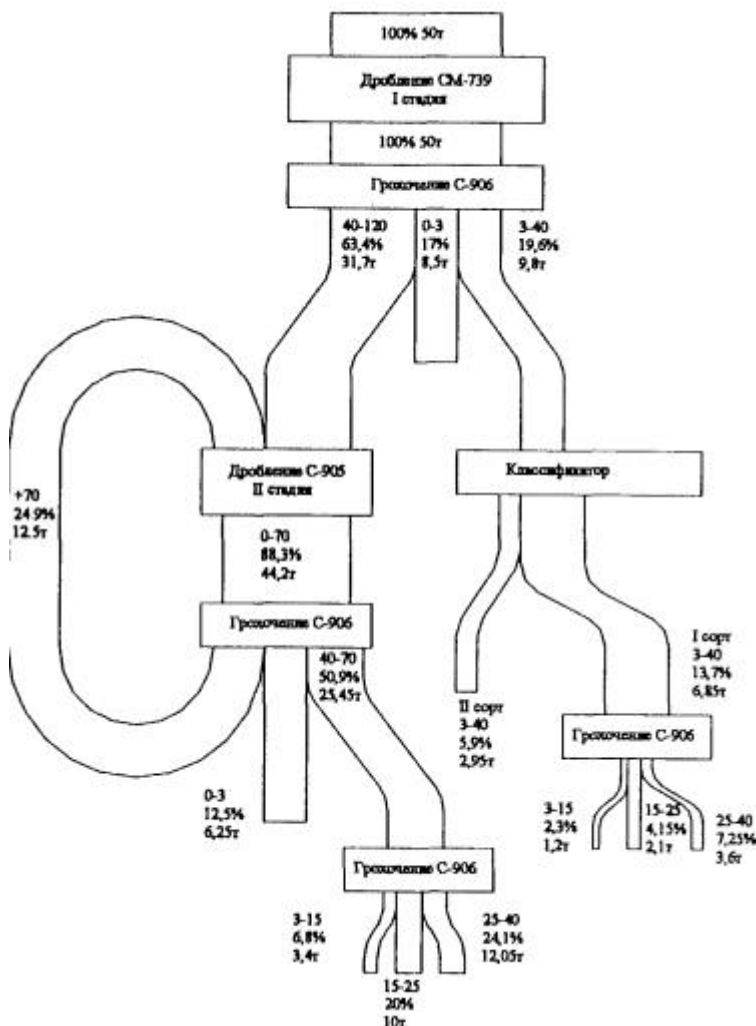 100% 50т
Дробление СМ-739
I стадия
100% 50т
Грохочение С-906
40-120
63,4%
31,7т
0-3
17%
8,5т
3-40
19,6%
9,8т
Дробление С-905
II стадия
Классификатор
+70
24 9%
12.5т
0-70
88,3%
44,2т
Грохочение С-906
40-70
50,9%
25,45т
I сорт
3-40
13,7%
6,85т
II сорт
3-40
5,9%
2,95т
Грохочение С-906
0-3
12,5%
6,25т
3-15
2,3%
1,2т
15-25
4,15%
2,1т
25-40
7,25%
3,6т
Грохочение С-906
3-15
6,8%
3,4т
25-40
24,1%
12,05т
15-25
20%
10т